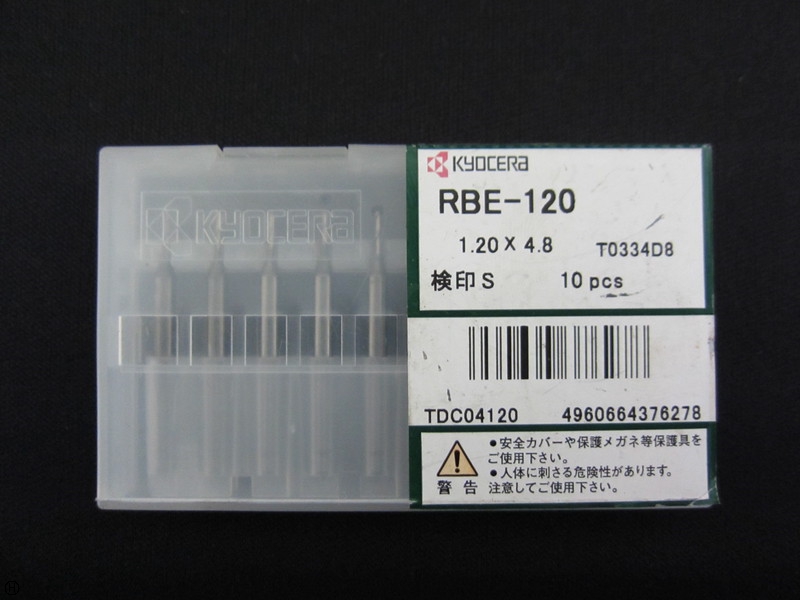 KYOCERA
KYOCERA
RBE-120
1.20 X 4.8 T0334D8
検印 S 10 pcs
TDC04120 4960664376278
●安全カバーや保護メガネ等保護具を
ご使用下さい。
●人体に刺さる危険性があります。
警告 注意してご使用下さい。